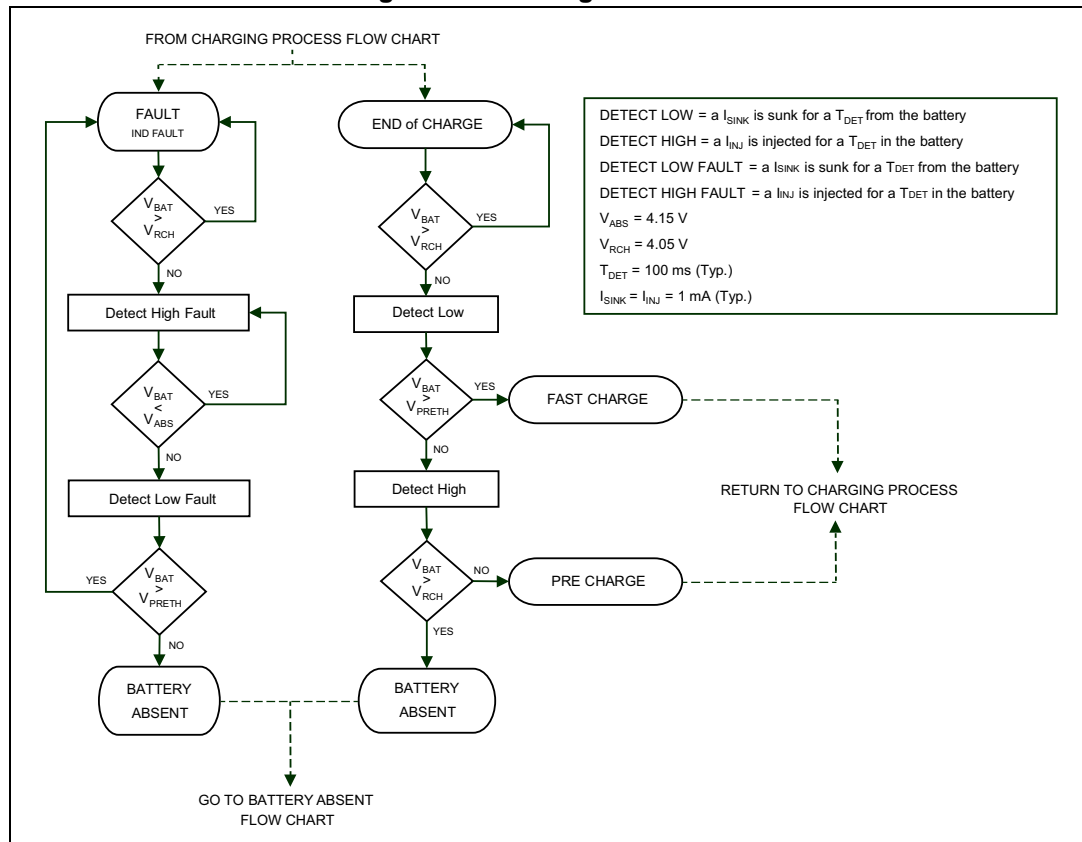 FROM CHARGING PROCESS FLOW CHART
FAULT
IND FAULT
V_BAT
>
V_RCH
YES
NO
Detect High Fault
V_BAT
<
V_ABS
YES
NO
Detect Low Fault
V_BAT
>
V_PRETH
YES
NO
BATTERY
ABSENT
END of CHARGE
V_BAT
>
V_RCH
YES
NO
Detect Low
V_BAT
>
V_PRETH
YES
NO
FAST CHARGE
Detect High
V_BAT
>
V_RCH
NO
YES
PRE CHARGE
BATTERY
ABSENT
DETECT LOW = a I_SINK is sunk for a T_DET from the battery
DETECT HIGH = a I_INJ is injected for a T_DET in the battery
DETECT LOW FAULT = a I_SINK is sunk for a T_DET from the battery
DETECT HIGH FAULT = a I_INJ is injected for a T_DET in the battery
V_ABS = 4.15 V
V_RCH = 4.05 V
T_DET = 100 ms (Typ.)
I_SINK = I_INJ = 1 mA (Typ.)
RETURN TO CHARGING PROCESS
FLOW CHART
GO TO BATTERY ABSENT
FLOW CHART